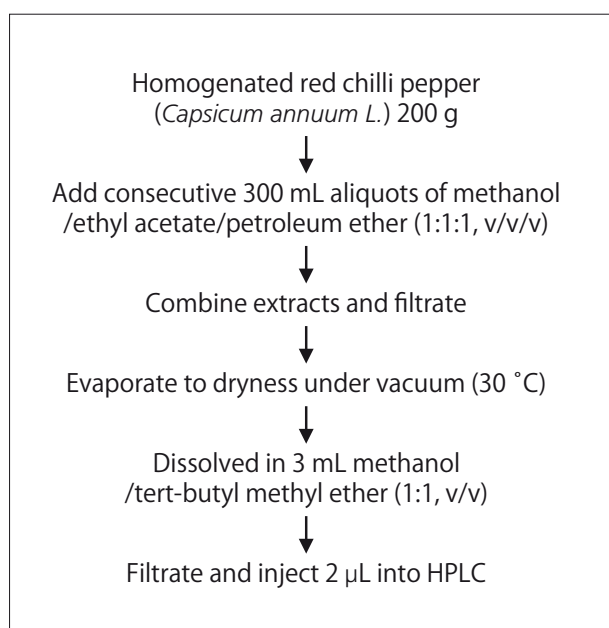 Homogenated red chilli pepper
(Capsicum annuum L.) 200 g
Add consecutive 300 mL aliquots of methanol
/ethyl acetate/petroleum ether (1:1:1, v/v/v)
Combine extracts and filtrate
Evaporate to dryness under vacuum (30 ˚C)
Dissolved in 3 mL methanol
/tert-butyl methyl ether (1:1, v/v)
Filtrate and inject 2 µL into HPLC